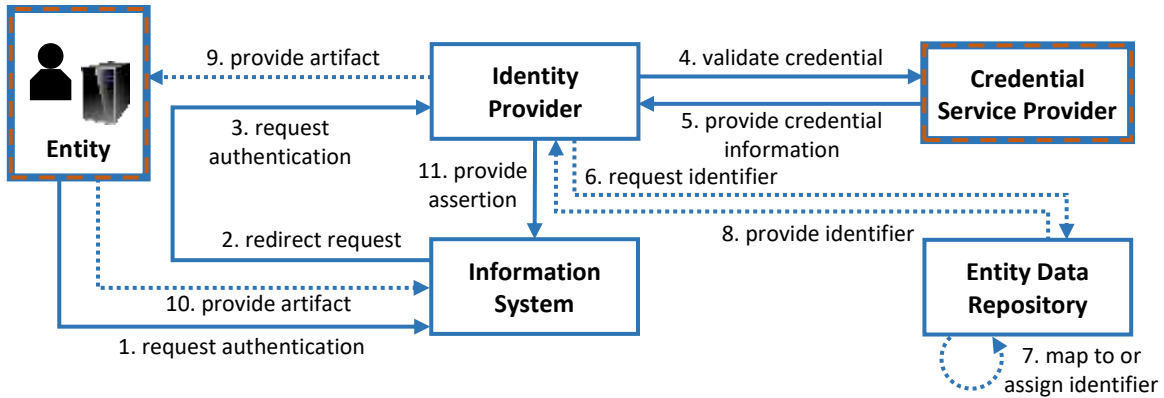 9. provide artifact
Identity
Provider
4. validate credential
Credential
Service Provider
Entity
3. request
authentication
5. provide credential
information
11. provide
assertion
6. request identifier
2. redirect request
8. provide identifier
Information
System
Entity Data
Repository
10. provide artifact
1. request authentication
7. map to or
assign identifier